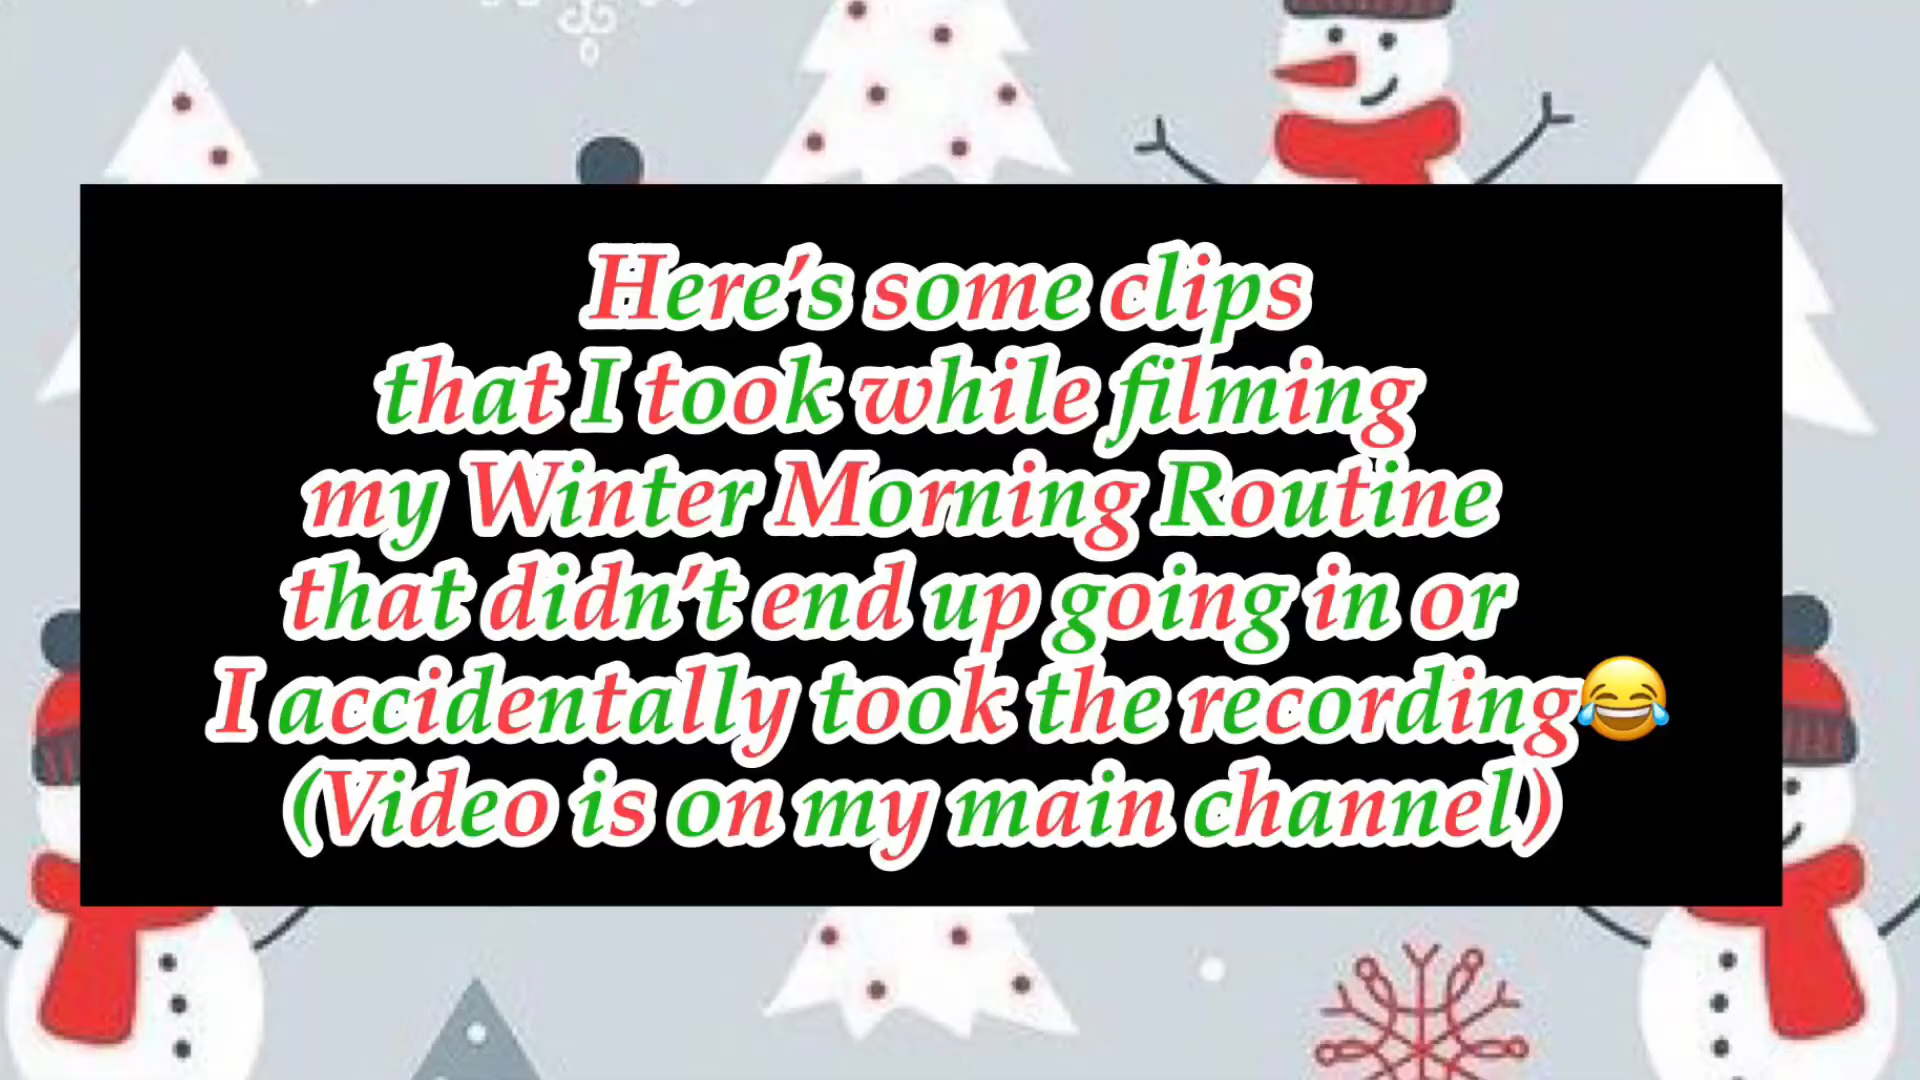 Here’s some clips
that I took while filming
my Winter Morning Routine
that didn’t end up going in or
I accidentally took the recording😂
(Video is on my main channel)